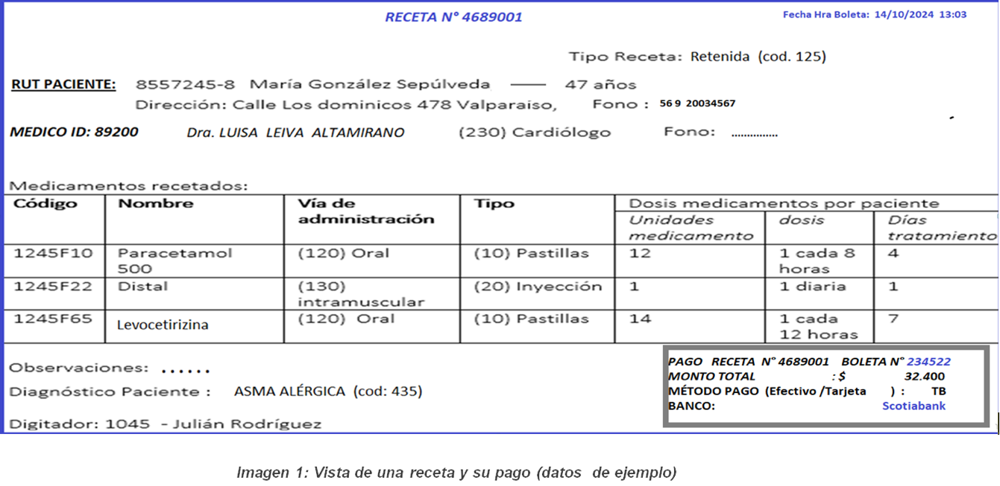 RECETA N° 4689001
Fecha Hra Boleta: 14/10/2024 13:03
Tipo Receta: Retenida (cod. 125)
RUT PACIENTE: 8557245-8 María González Sepúlveda —— 47 años
Dirección: Calle Los dominicos 478 Valparaiso, Fono : 56 9 20034567
MEDICO ID: 89200 Dra. LUISA LEIVA ALTAMIRANO (230) Cardiólogo Fono: ...............
Medicamentos recetados:
Código Nombre Vía de administración Tipo Dosis medicamentos por paciente
Unidades medicamento dosis Días tratamiento
1245F10 Paracetamol 500 (120) Oral (10) Pastillas 12 1 cada 8 horas 4
1245F22 Distal (130) intramuscular (20) Inyección 1 1 diaria 1
1245F65 Levocetirizina (120) Oral (10) Pastillas 14 1 cada 12 horas 7
Observaciones: ......
Diagnóstico Paciente : ASMA ALÉRGICA (cod: 435)
Digitador: 1045 - Julián Rodríguez
PAGO RECETA N° 4689001 BOLETA N° 234522
MONTO TOTAL : $ 32.400
MÉTODO PAGO (Efectivo /Tarjeta ) : TB
BANCO: Scotiabank
Imagen 1: Vista de una receta y su pago (datos de ejemplo)